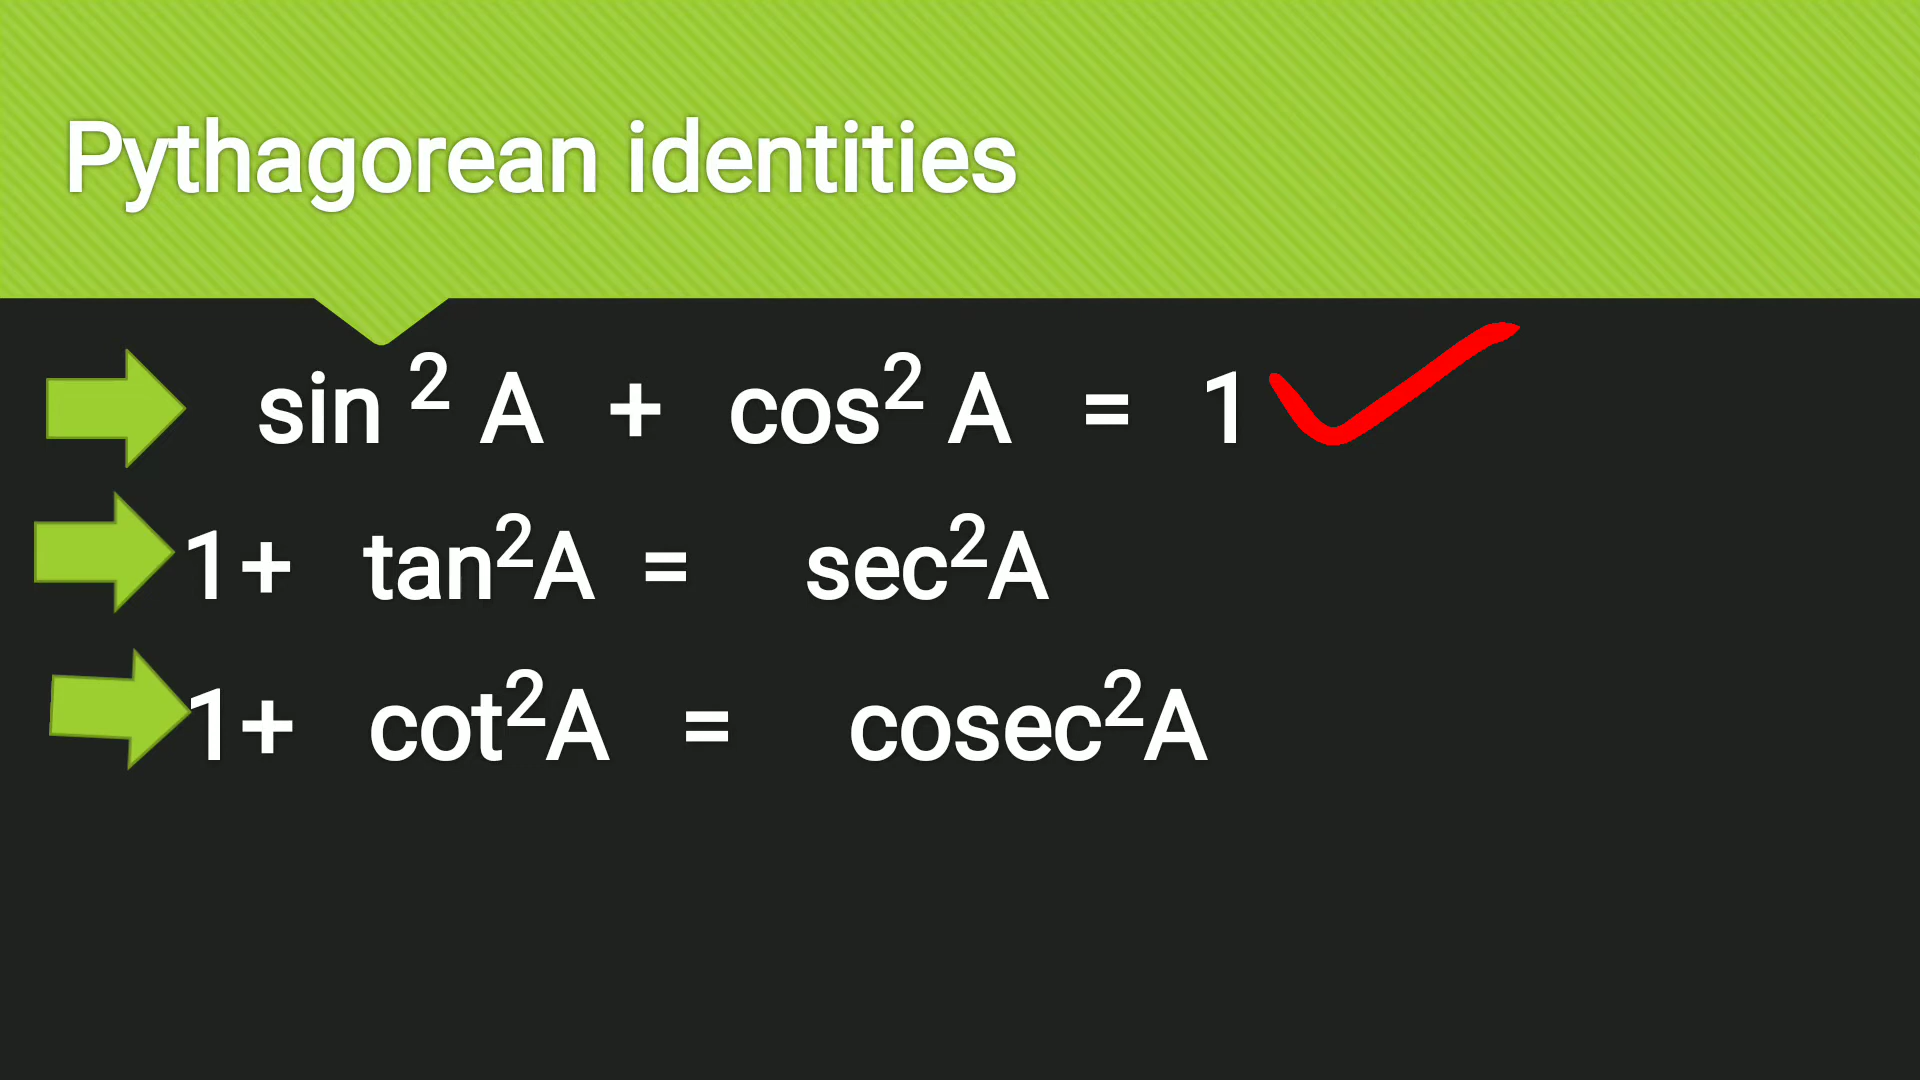 Pythagorean identities
sin ² A + cos² A = 1
1+ tan²A = sec²A
1+ cot²A = cosec²A